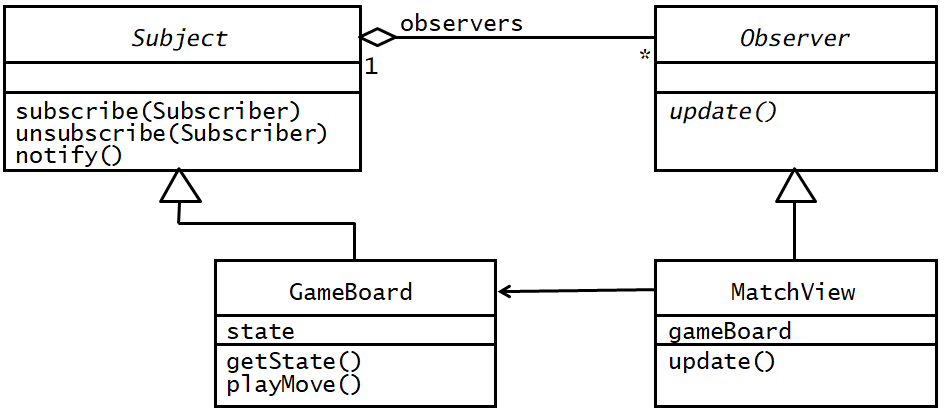 Subject
observers
Observer
1
*
subscribe(Subscriber)
unsubscribe(Subscriber)
notify()
update()
GameBoard
state
getState()
playMove()
MatchView
gameBoard
update()